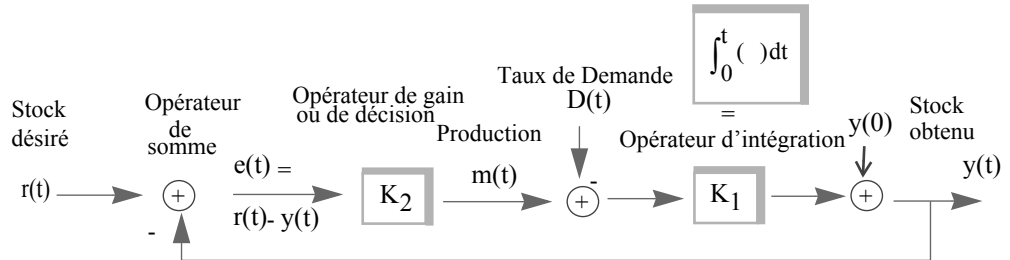 ∫₀ᵗ( )dt
Taux de Demande
D(t)
Stock
désiré
Opérateur
de
somme
Opérateur de gain
ou de décision
Production
=
Opérateur d'intégration
y(0)
Stock
obtenu
r(t)
+
-
e(t) =
r(t)- y(t)
K₂
m(t)
-
+
K₁
+
y(t)